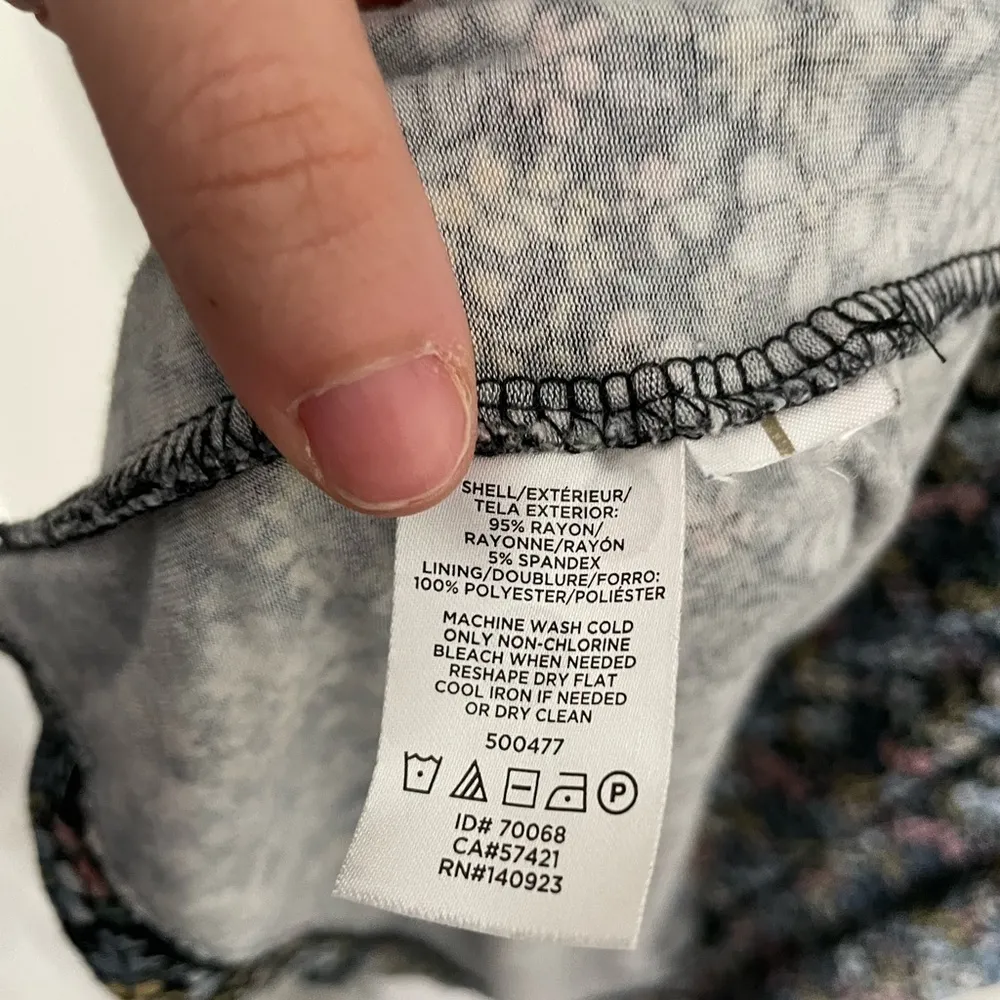 SHELL/EXTÉRIEUR/
TELA EXTERIOR:
95% RAYON/
RAYONNE/RAYÓN
5% SPANDEX
LINING/DOUBLURE/FORRO:
100% POLYESTER/POLIÉSTER
MACHINE WASH COLD
ONLY NON-CHLORINE
BLEACH WHEN NEEDED
RESHAPE DRY FLAT
COOL IRON IF NEEDED
OR DRY CLEAN
500477
P
ID# 70068
CA#57421
RN#140923